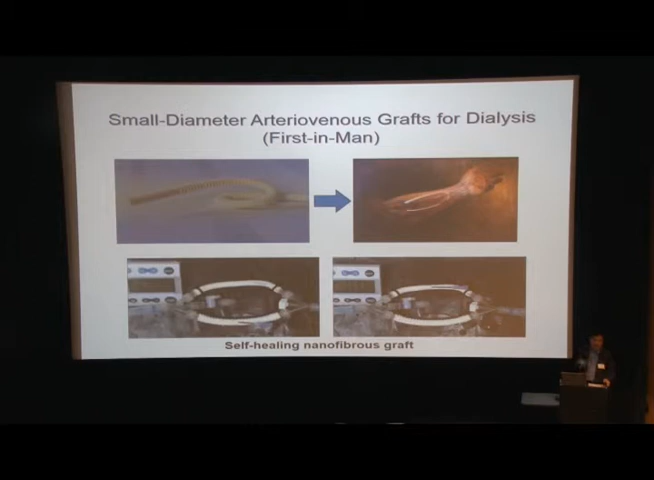 Small-Diameter Arteriovenous Grafts for Dialysis
(First-in-Man)
Self-healing nanofibrous graft